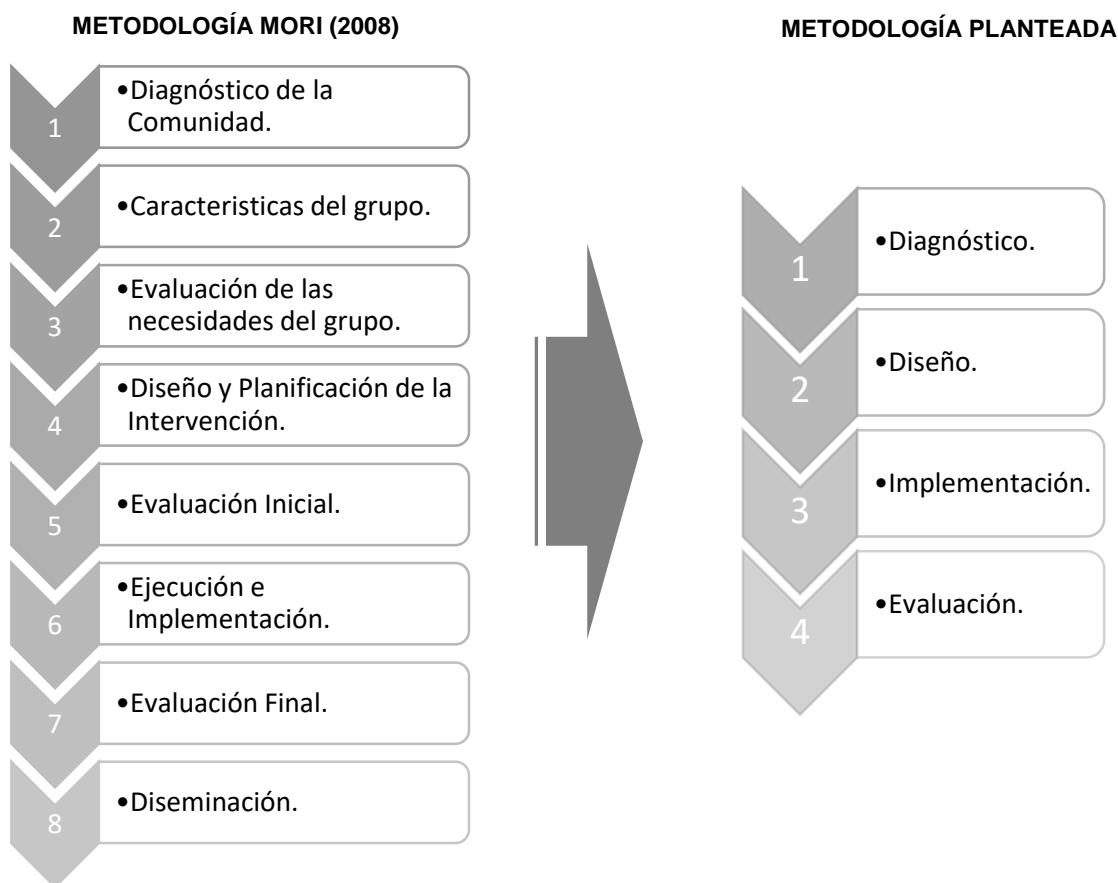 METODOLOGÍA MORI (2008)
1
•Diagnóstico de la
Comunidad.
2
•Caracteristicas del grupo.
3
•Evaluación de las
necesidades del grupo.
4
•Diseño y Planificación de la
Intervención.
5
•Evaluación Inicial.
6
•Ejecución e
Implementación.
7
•Evaluación Final.
8
•Diseminación.
METODOLOGÍA PLANTEADA
1
•Diagnóstico.
2
•Diseño.
3
•Implementación.
4
•Evaluación.